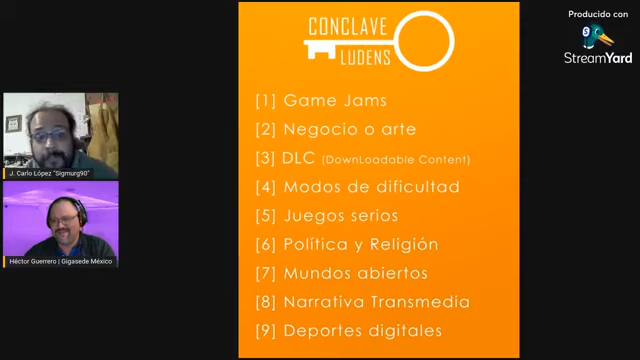 CONCLAVE
LUDENS
Producido con
StreamYard
[1] Game Jams
[2] Negocio o arte
[3] DLC (DownLoadable Content)
[4] Modos de dificultad
[5] Juegos serios
[6] Política y Religión
[7] Mundos abiertos
[8] Narrativa Transmedia
[9] Deportes digitales
J. Carlo López "Sigmurg90"
Héctor Guerrero | Gigasede México